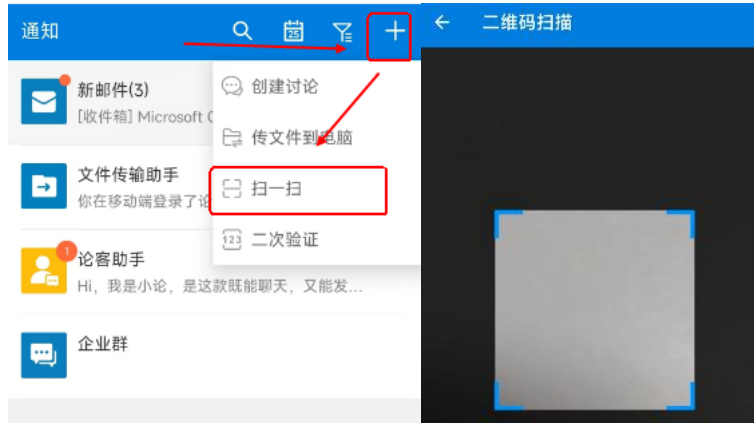 通知
25
二维码扫描
新邮件(3)
[收件箱] Microsoft
创建讨论
传文件到电脑
文件传输助手
你在移动端登录了论
扫一扫
123 二次验证
1
论客助手
Hi，我是小论，是这款既能聊天，又能发...
企业群